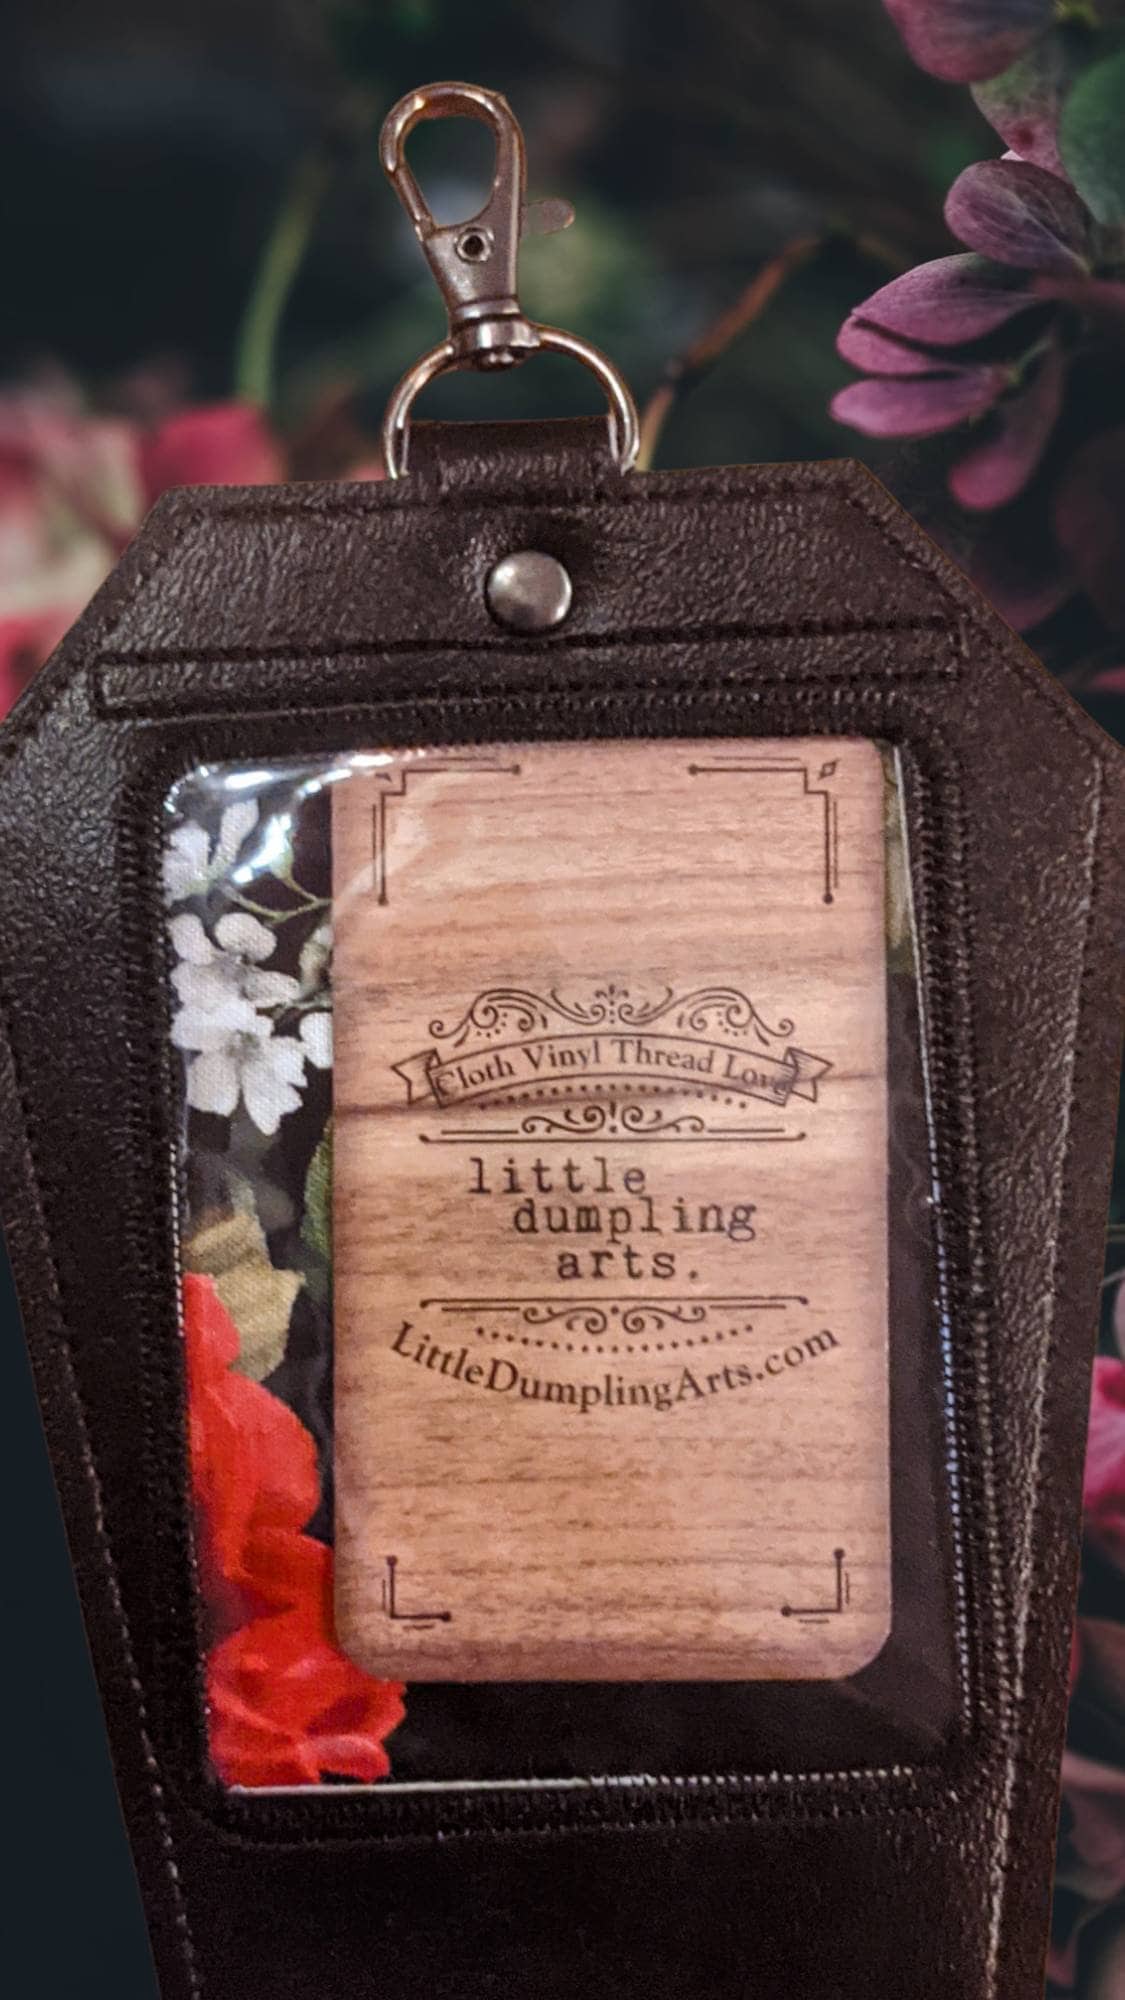 Cloth Vinyl Thread Love
little
dumpling
arts.
LittleDumplingArts.com